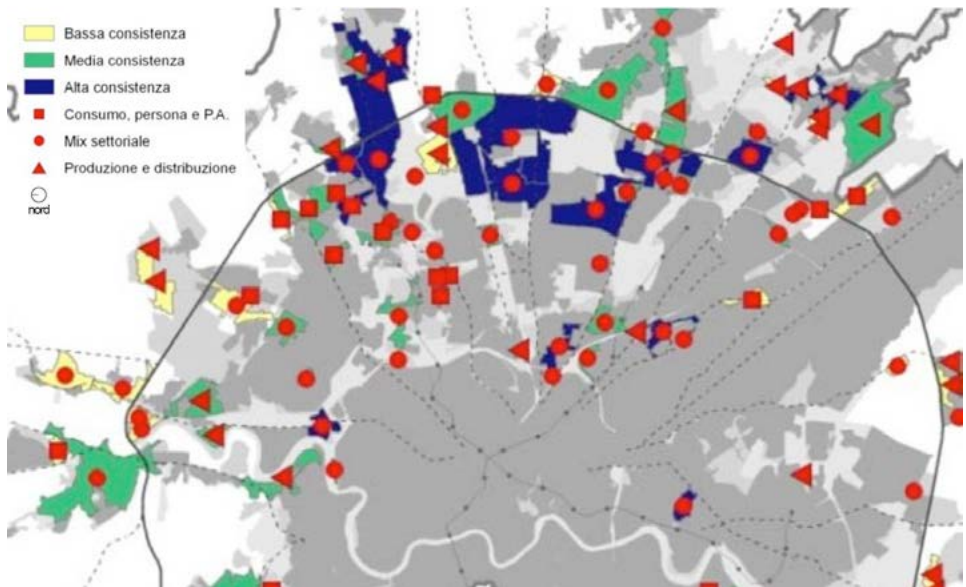 Bassa consistenza
Media consistenza
Alta consistenza
Consumo, persona e P.A.
Mix settoriale
Produzione e distribuzione
nord